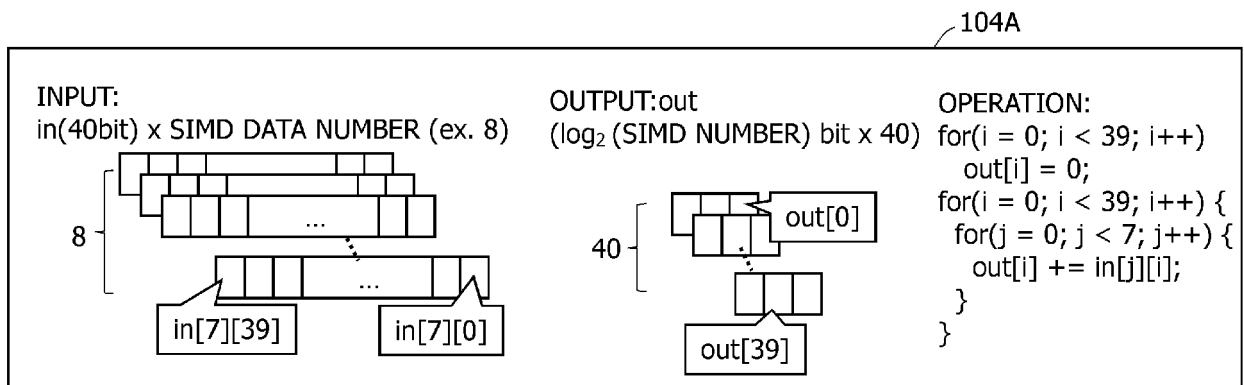 104A
INPUT:
in(40bit) x SIMD DATA NUMBER (ex. 8)
8
...
...
in[7][39]
in[7][0]
OUTPUT:out
(log₂ (SIMD NUMBER) bit x 40)
40
out[0]
out[39]
OPERATION:
for(i = 0; i < 39; i++)
out[i] = 0;
for(i = 0; i < 39; i++) {
for(j = 0; j < 7; j++) {
out[i] += in[j][i];
}
}